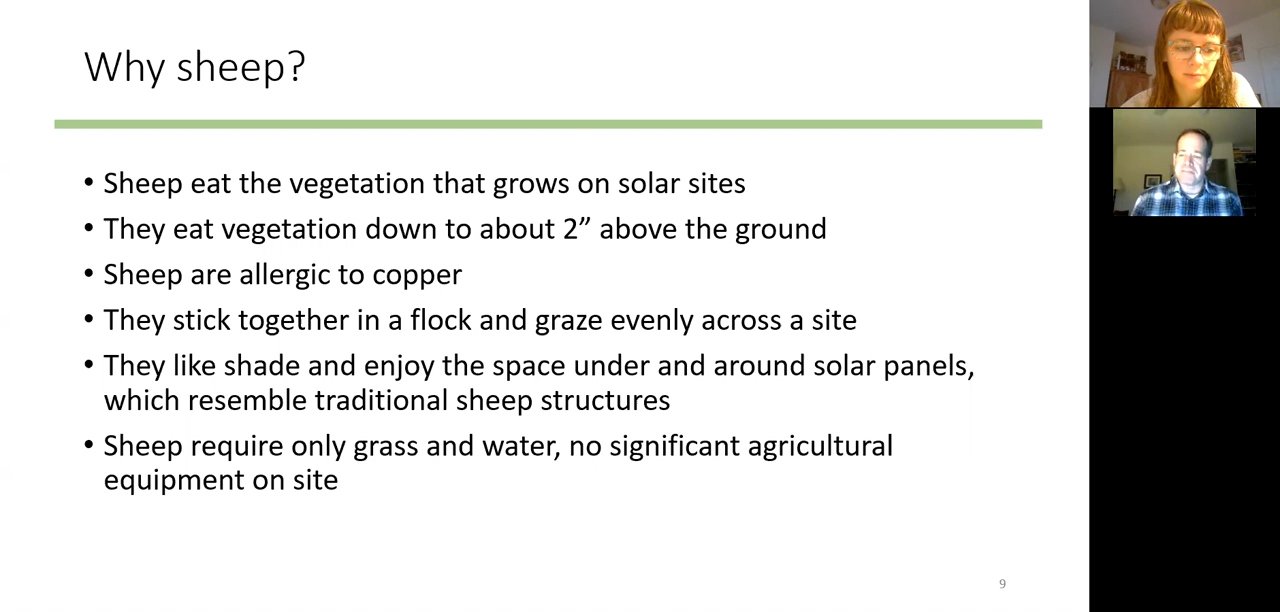 Why sheep?
• Sheep eat the vegetation that grows on solar sites
• They eat vegetation down to about 2” above the ground
• Sheep are allergic to copper
• They stick together in a flock and graze evenly across a site
• They like shade and enjoy the space under and around solar panels,
which resemble traditional sheep structures
• Sheep require only grass and water, no significant agricultural
equipment on site
9